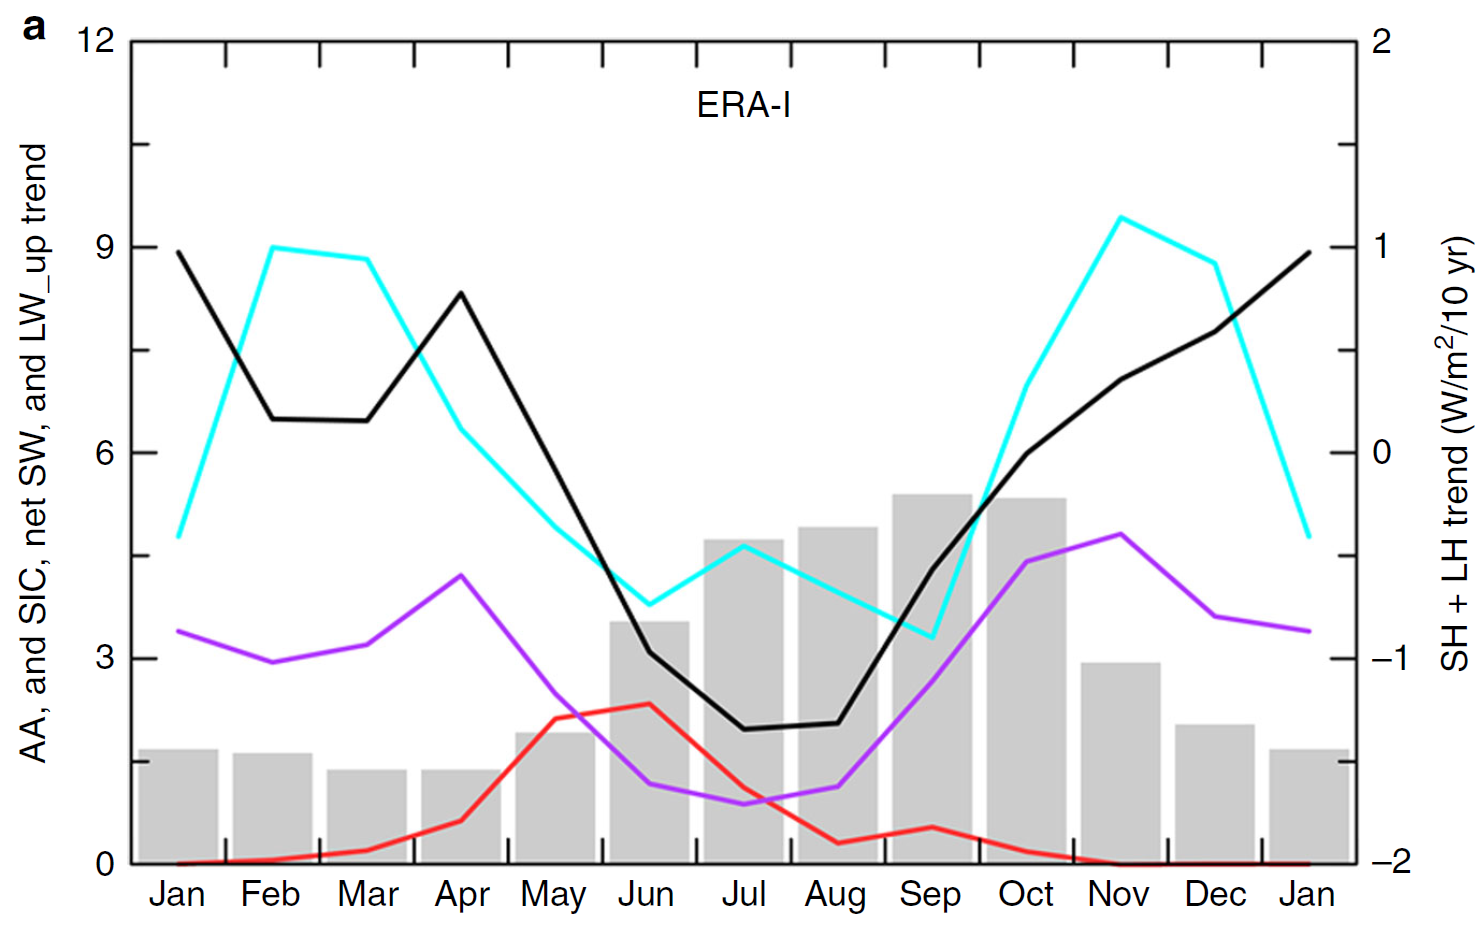 a
12
9
6
3
0
AA, and SIC, net SW, and LW_up trend
ERA-I
2
1
0
−1
−2
SH + LH trend (W/m²/10 yr)
Jan Feb Mar Apr May Jun Jul Aug Sep Oct Nov Dec Jan